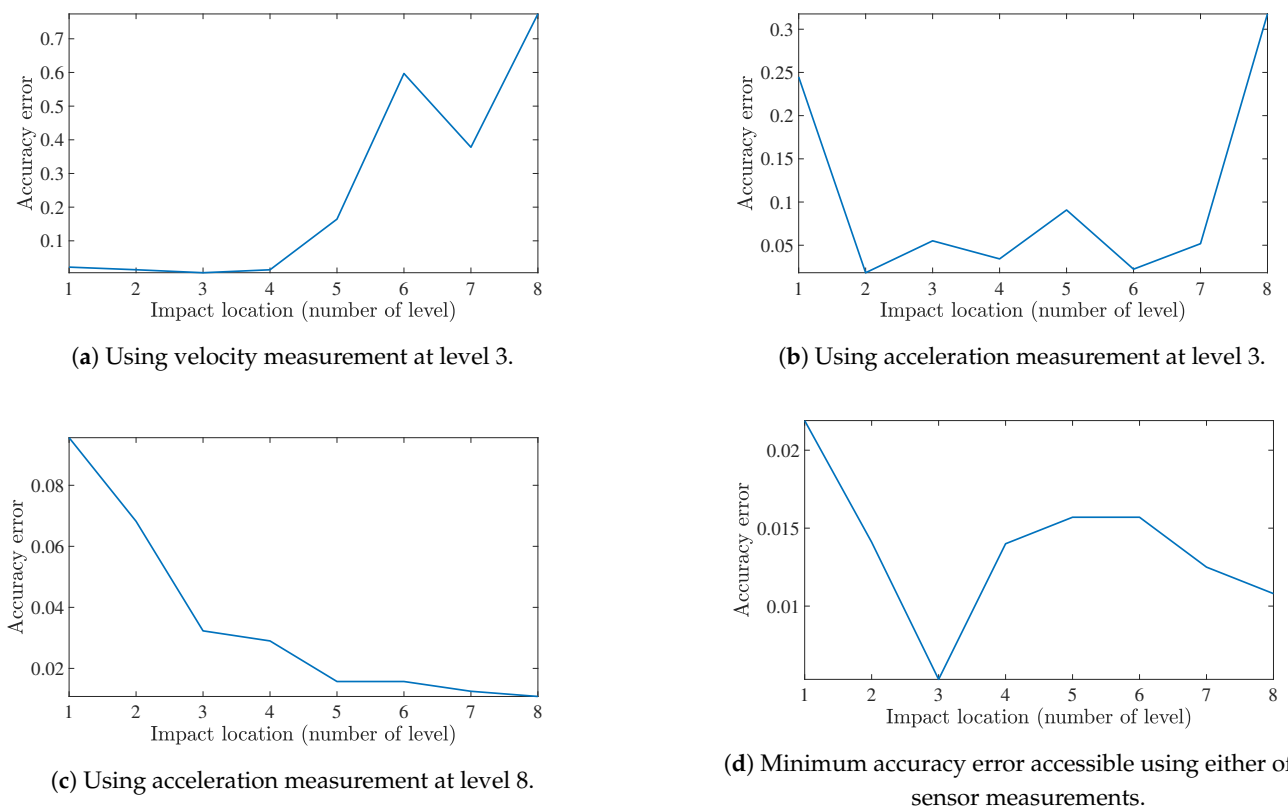 0.7
0.6
0.5
0.4
0.3
0.2
0.1
Accuracy error
1 2 3 4 5 6 7 8
Impact location (number of level)
(a) Using velocity measurement at level 3.
0.3
0.25
0.2
0.15
0.1
0.05
Accuracy error
1 2 3 4 5 6 7 8
Impact location (number of level)
(b) Using acceleration measurement at level 3.
0.08
0.06
0.04
0.02
Accuracy error
1 2 3 4 5 6 7 8
Impact location (number of level)
(c) Using acceleration measurement at level 8.
0.02
0.015
0.01
Accuracy error
1 2 3 4 5 6 7 8
Impact location (number of level)
(d) Minimum accuracy error accessible using either of
sensor measurements.